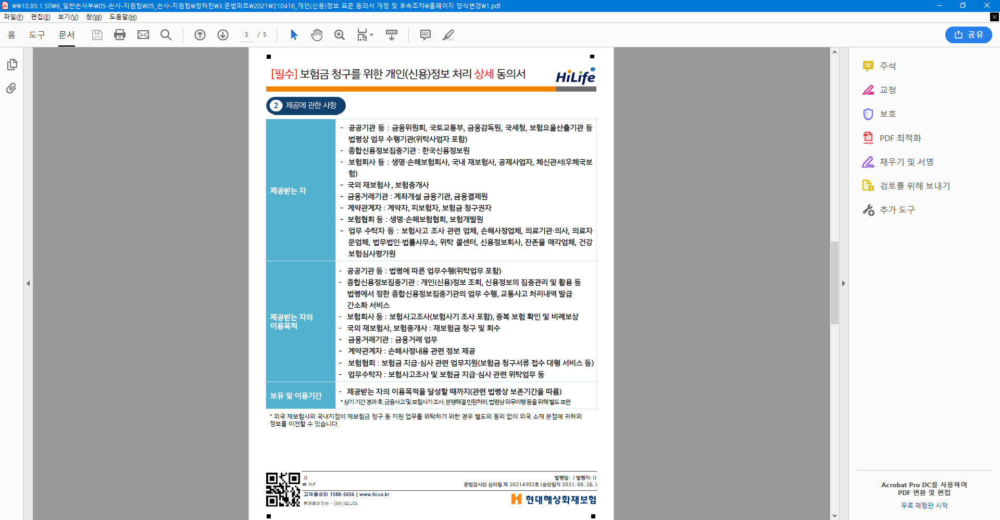 ₩₩10.85.1.50₩6_일반손사부₩05-손사-지원팀₩05_손사-지원팀₩정하린₩3.준법파트₩2021₩210416_개인(신용)정보 표준 동의서 개정 및 후속조치₩홈페이지 양식변경₩1.pdf
파일(F) 편집(E) 보기(V) 창(W) 도움말(H)
홈 도구 문서 3 / 5 공유
[필수] 보험금 청구를 위한 개인(신용)정보 처리 상세 동의서
HiLife
2 제공에 관한 사항
제공받는 자
- 공공기관 등 : 금융위원회, 국토교통부, 금융감독원, 국세청, 보험요율산출기관 등
법령상 업무 수행기관(위탁사업자 포함)
- 종합신용정보집중기관 : 한국신용정보원
- 보험회사 등 : 생명·손해보험회사, 국내 재보험사, 공제사업자, 체신관서(우체국보
험)
- 국외 재보험사, 보험중개사
- 금융거래기관 : 계좌개설 금융기관, 금융결제원
- 계약관계자 : 계약자, 피보험자, 보험금 청구권자
- 보험협회 등 : 생명·손해보험협회, 보험개발원
- 업무 수탁자 등 : 보험사고 조사 관련 업체, 손해사정업체, 의료기관·의사, 의료자
문업체, 법무법인·법률사무소, 위탁 콜센터, 신용정보회사, 잔존물 매각업체, 건강
보험심사평가원
제공받는 자의
이용목적
- 공공기관 등 : 법령에 따른 업무수행(위탁업무 포함)
- 종합신용정보집중기관 : 개인(신용)정보 조회, 신용정보의 집중관리 및 활용 등
법령에서 정한 종합신용정보집중기관의 업무 수행, 교통사고 처리내역 발급
간소화 서비스
- 보험회사 등 : 보험사고조사(보험사기 조사 포함), 중복 보험 확인 및 비례보상
- 국외 재보험사, 보험중개사 : 재보험금 청구 및 회수
- 금융거래기관 : 금융거래 업무
- 계약관계자 : 손해사정내용 관련 정보 제공
- 보험협회 : 보험금 지급·심사 관련 업무지원(보험금 청구서류 접수 대행 서비스 등)
- 업무수탁자 : 보험사고조사 및 보험금 지급·심사 관련 위탁업무 등
보유 및 이용기간
- 제공받는 자의 이용목적을 달성할 때까지(관련 법령상 보존기간을 따름)
* 상기 기간 경과 후, 금융사고 및 보험사기 조사, 분쟁해결 민원처리, 법령상 의무이행 등을 위해 별도 보관
* 외국 재보험사의 국내지점이 재보험금 청구 등 지원 업무를 위탁하기 위한 경우 별도의 동의 없이 외국 소재 본점에 귀하의
정보를 이전할 수 있습니다.
() 발행일: / 발행자: ()
☎ H.P 준법감시인 심의필 제 20214302호 (승인일자 2021. 05. 26. )
고객콜센터 1588-5656 | www.hi.co.kr
현재페이지는 - [3/5 ]입니다.
현대해상화재보험
주석
교정
보호
PDF 최적화
채우기 및 서명
검토를 위해 보내기
추가 도구
Acrobat Pro DC를 사용하여
PDF 변환 및 편집
무료 체험판 시작